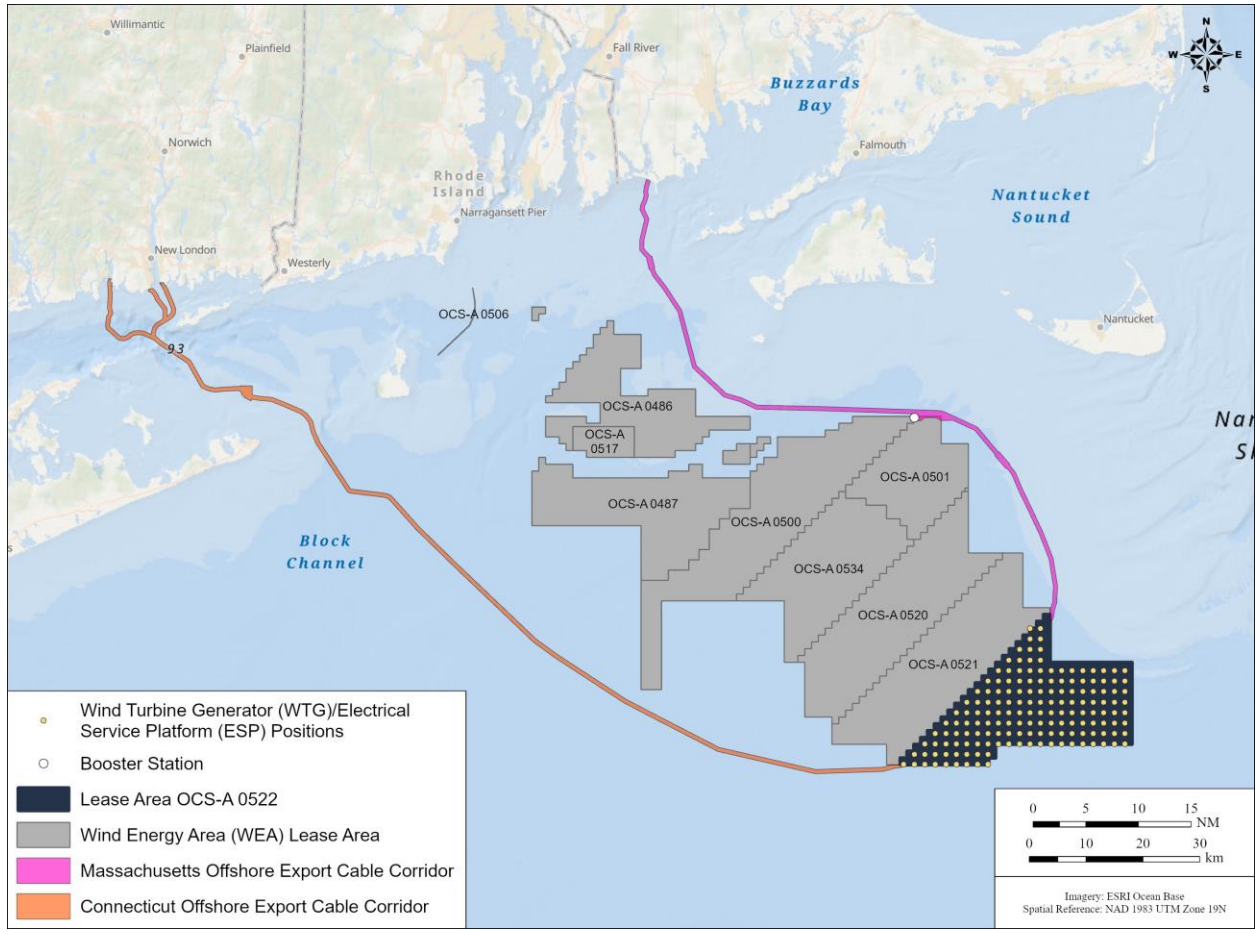 Willimantic
Plainfield
Fall River
N
W
E
S
Buzzards
Bay
Norwich
Falmouth
Rhode
Island
Nantucket
Sound
Narragansett Pier
New London
Westerly
OCS-A 0506
Nantucket
93
OCS-A 0486
Nan
OCS-A
0517
OCS-A 0501
OCS-A 0487
OCS-A 0500
Block
Channel
OCS-A 0534
OCS-A 0520
OCS-A 0521
Wind Turbine Generator (WTG)/Electrical
Service Platform (ESP) Positions
Booster Station
Lease Area OCS-A 0522
Wind Energy Area (WEA) Lease Area
Massachusetts Offshore Export Cable Corridor
Connecticut Offshore Export Cable Corridor
0 5 10 15
NM
0 10 20 30
km
Imagery: ESRI Ocean Base
Spatial Reference: NAD 1983 UTM Zone 19N